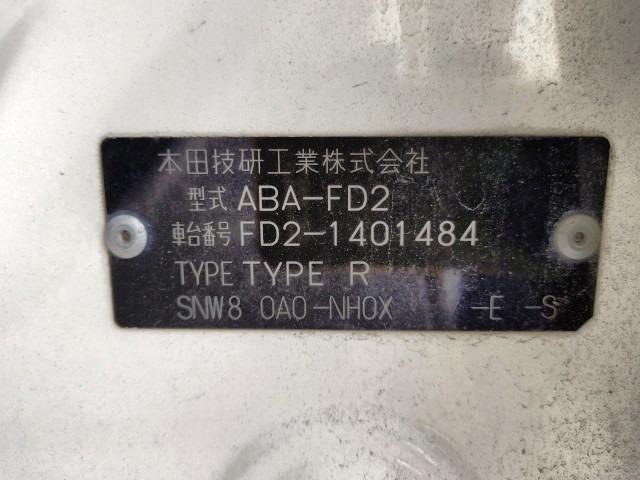 本田技研工業株式会社
型式 ABA-FD2
車台番号 FD2-1401484
TYPE TYPE R
SNW8 0A0-NH0X -E -S